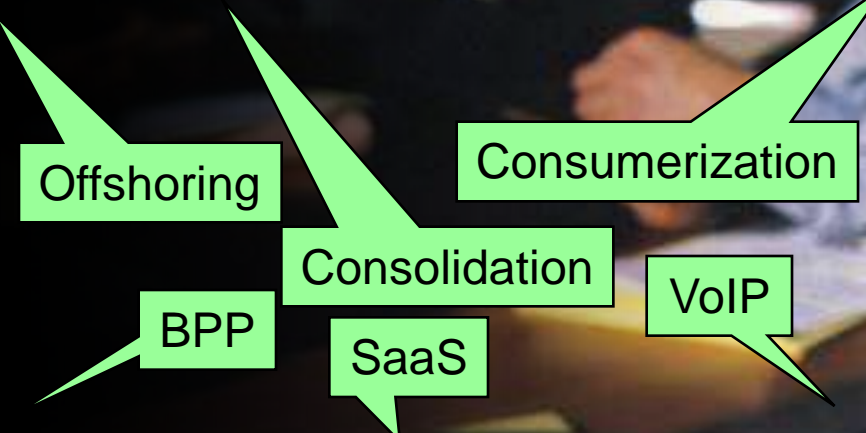 Consumerization
Offshoring
Consolidation
VoIP
BPP
SaaS